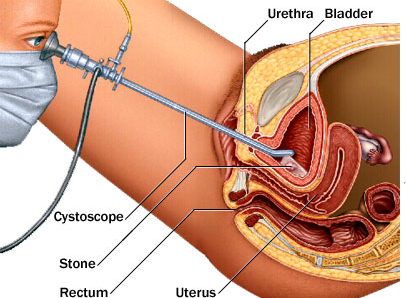 Urethra Bladder
Cystoscope
Stone
Rectum
Uterus